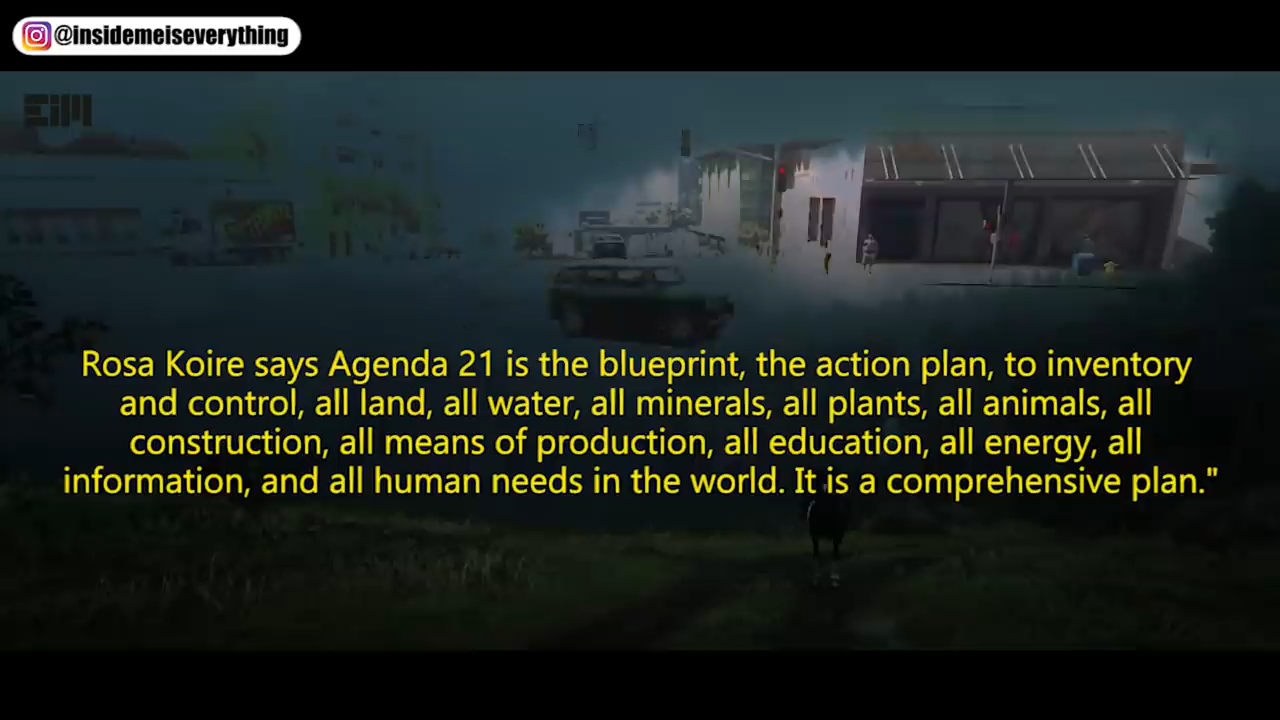 @insidemeiseverything
EiM
Rosa Koire says Agenda 21 is the blueprint, the action plan, to inventory
and control, all land, all water, all minerals, all plants, all animals, all
construction, all means of production, all education, all energy, all
information, and all human needs in the world. It is a comprehensive plan."